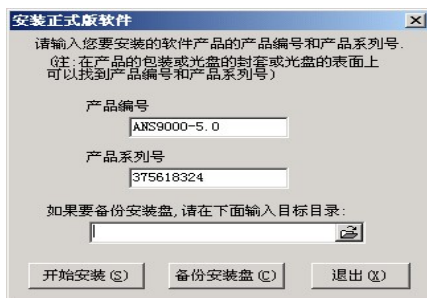 安装正式版软件
请输入您要安装的软件产品的产品编号和产品系列号.
(注:在产品的包装或光盘的封套或光盘的表面上
可以找到产品编号和产品系列号)
产品编号
ANS9000-5.0
产品系列号
375618324
如果要备份安装盘,请在下面输入目标目录:
开始安装(S)
备份安装盘(C)
退出(X)